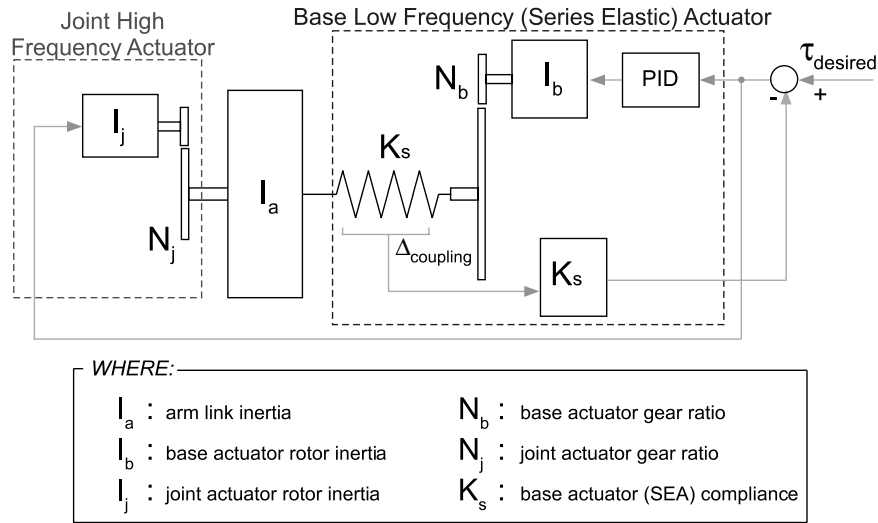 Joint High
Frequency Actuator
Base Low Frequency (Series Elastic) Actuator
I_j
N_j
I_a
K_s
Δ_coupling
N_b
I_b
PID
τ_desired
-
+
K_s
WHERE:
I_a : arm link inertia
I_b : base actuator rotor inertia
I_j : joint actuator rotor inertia
N_b : base actuator gear ratio
N_j : joint actuator gear ratio
K_s : base actuator (SEA) compliance